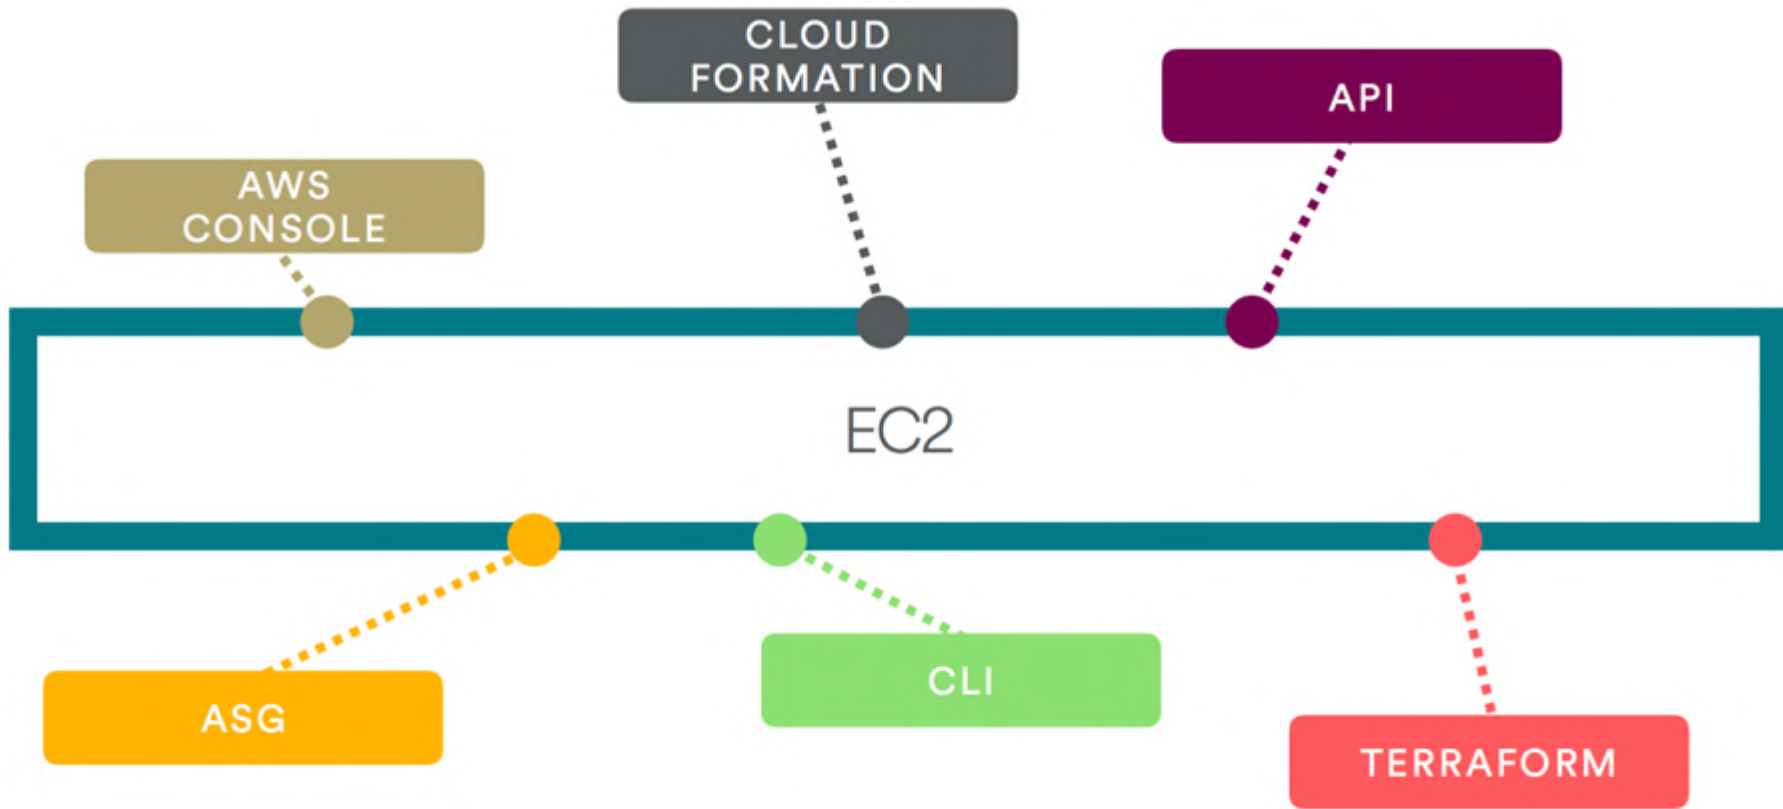 CLOUD
FORMATION
API
AWS
CONSOLE
EC2
ASG
CLI
TERRAFORM